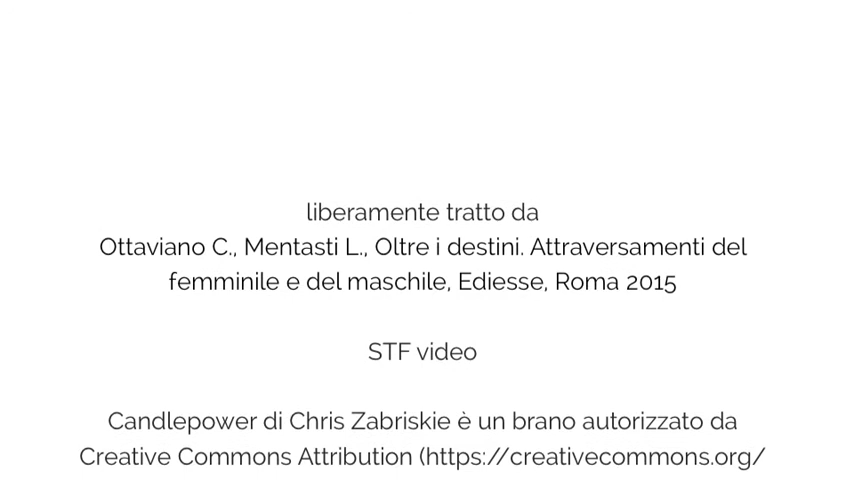 liberamente tratto da
Ottaviano C., Mentasti L., Oltre i destini. Attraversamenti del
femminile e del maschile, Ediesse, Roma 2015
STF video
Candlepower di Chris Zabriskie è un brano autorizzato da
Creative Commons Attribution (https://creativecommons.org/